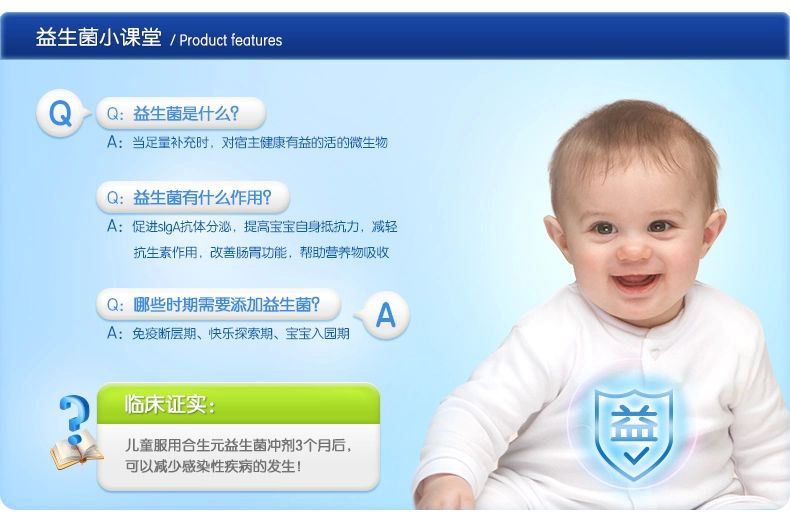 益生菌小课堂 / Product features
Q
Q: 益生菌是什么?
A: 当足量补充时, 对宿主健康有益的活的微生物
Q: 益生菌有什么作用?
A: 促进sIgA抗体分泌, 提高宝宝自身抵抗力, 减轻
抗生素作用, 改善肠胃功能, 帮助营养物吸收
Q: 哪些时期需要添加益生菌?
A
A: 免疫断层期、快乐探索期、宝宝入园期
临床证实:
儿童服用合生元益生菌冲剂3个月后,
可以减少感染性疾病的发生!
益